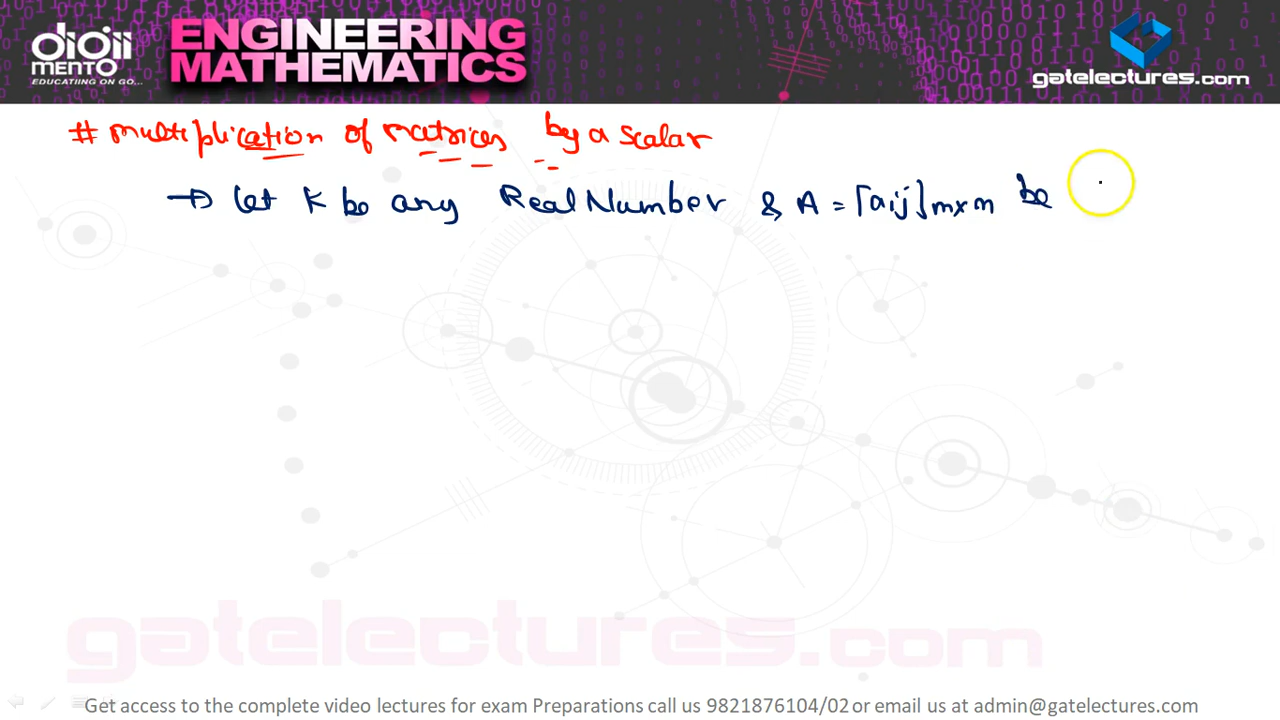 digii
MENTO
EDUCATIING ON GO...
ENGINEERING
MATHEMATICS
gatelectures.com
# multiplication of matrices by a scalar
→ let K be any Real Number & A = [aij]m×n be
gatelectures.com
Get access to the complete video lectures for exam Preparations call us 9821876104/02 or email us at admin@gatelectures.com